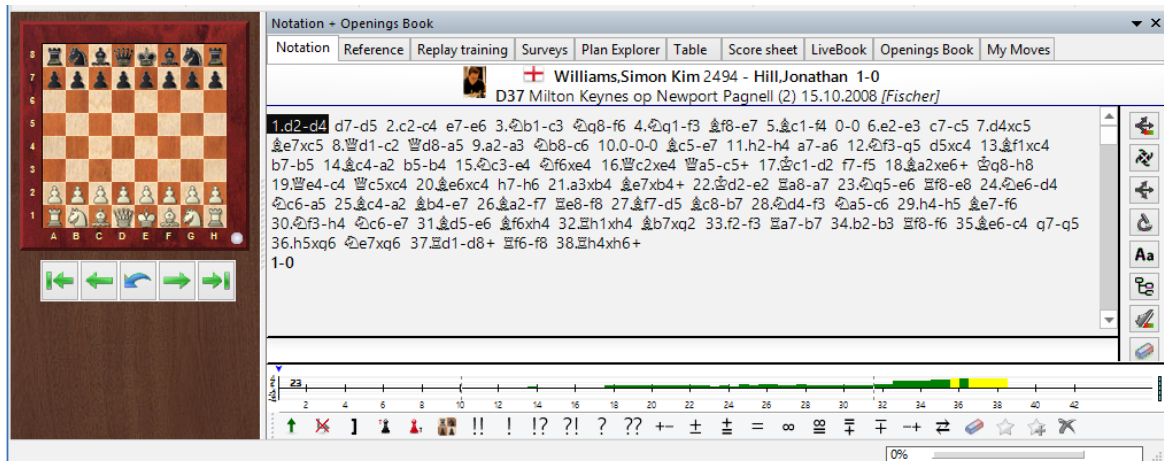 Notation + Openings Book
Notation Reference Replay training Surveys Plan Explorer Table Score sheet LiveBook Openings Book My Moves
Williams,Simon Kim 2494 - Hill,Jonathan 1-0
D37 Milton Keynes op Newport Pagnell (2) 15.10.2008 [Fischer]
1.d2-d4 d7-d5 2.c2-c4 e7-e6 3.♘b1-c3 ♘g8-f6 4.♘g1-f3 ♗f8-e7 5.♗c1-f4 0-0 6.e2-e3 c7-c5 7.d4xc5
♗e7xc5 8.♕d1-c2 ♕d8-a5 9.a2-a3 ♘b8-c6 10.0-0-0 ♗c5-e7 11.h2-h4 a7-a6 12.♘f3-g5 d5xc4 13.♗f1xc4
b7-b5 14.♗c4-a2 b5-b4 15.♘c3-e4 ♘f6xe4 16.♕c2xe4 ♕a5-c5+ 17.♔c1-d2 f7-f5 18.♗a2xe6+ ♔g8-h8
19.♕e4-c4 ♕c5xc4 20.♗e6xc4 h7-h6 21.a3xb4 ♗e7xb4+ 22.♔d2-e2 ♖a8-a7 23.♘g5-e6 ♖f8-e8 24.♘e6-d4
♘c6-a5 25.♗c4-a2 ♗b4-e7 26.♗a2-f7 ♖e8-f8 27.♗f7-d5 ♗c8-b7 28.♘d4-f3 ♘a5-c6 29.h4-h5 ♗e7-f6
30.♘f3-h4 ♘c6-e7 31.♗d5-e6 ♗f6xh4 32.♖h1xh4 ♗b7xg2 33.f2-f3 ♖a7-b7 34.b2-b3 ♖f8-f6 35.♗e6-c4 g7-g5
36.h5xg6 ♘e7xg6 37.♖d1-d8+ ♖f6-f8 38.♖h4xh6+
1-0
8
7
6
5
4
3
2
1
A B C D E F G H
Aa
23
2 4 6 8 10 12 14 16 18 20 22 24 26 28 30 32 34 36 38 40 42
] !! ! !? ?! ? ?? +- ± ⩲ = ∞ ⯹ ⩱ ∓ -+ ⇄
0%